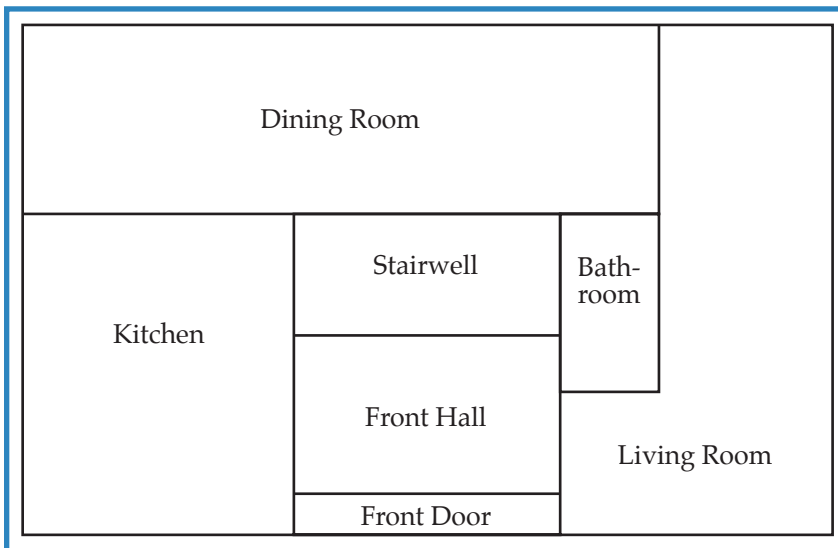 Dining Room
Stairwell
Bath-
room
Kitchen
Front Hall
Living Room
Front Door